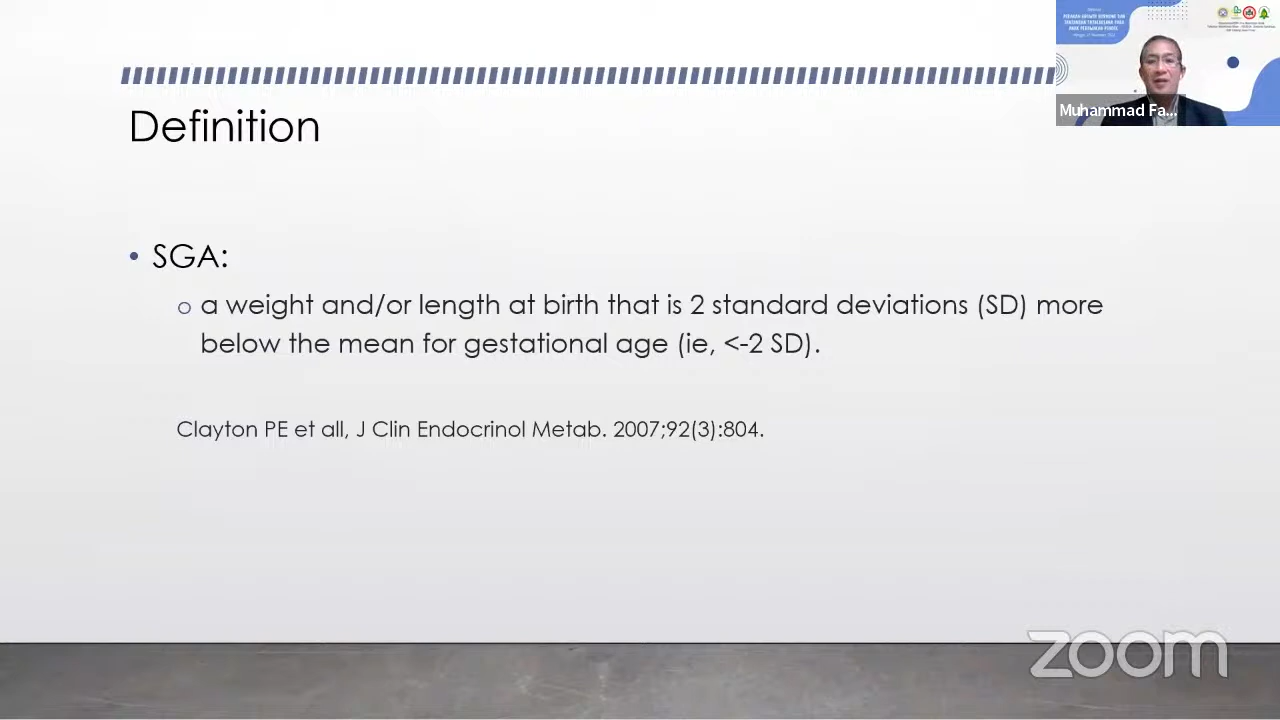 Definition
• SGA:
o a weight and/or length at birth that is 2 standard deviations (SD) more
below the mean for gestational age (ie, <-2 SD).
Clayton PE et all, J Clin Endocrinol Metab. 2007;92(3):804.
Muhammad Fa...
zoom